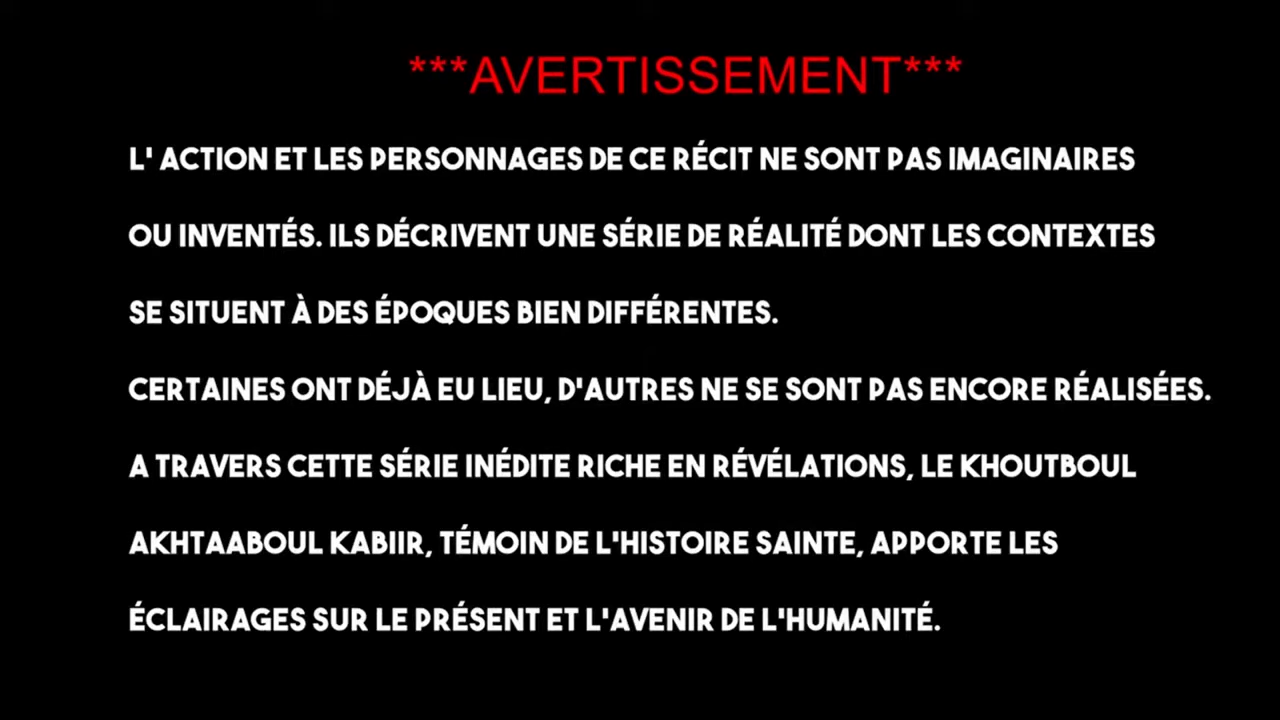 ***AVERTISSEMENT***
L' ACTION ET LES PERSONNAGES DE CE RÉCIT NE SONT PAS IMAGINAIRES
OU INVENTÉS. ILS DÉCRIVENT UNE SÉRIE DE RÉALITÉ DONT LES CONTEXTES
SE SITUENT À DES ÉPOQUES BIEN DIFFÉRENTES.
CERTAINES ONT DÉJÀ EU LIEU, D'AUTRES NE SE SONT PAS ENCORE RÉALISÉES.
A TRAVERS CETTE SÉRIE INÉDITE RICHE EN RÉVÉLATIONS, LE KHOUTBOUL
AKHTAABOUL KABIIR, TÉMOIN DE L'HISTOIRE SAINTE, APPORTE LES
ÉCLAIRAGES SUR LE PRÉSENT ET L'AVENIR DE L'HUMANITÉ.